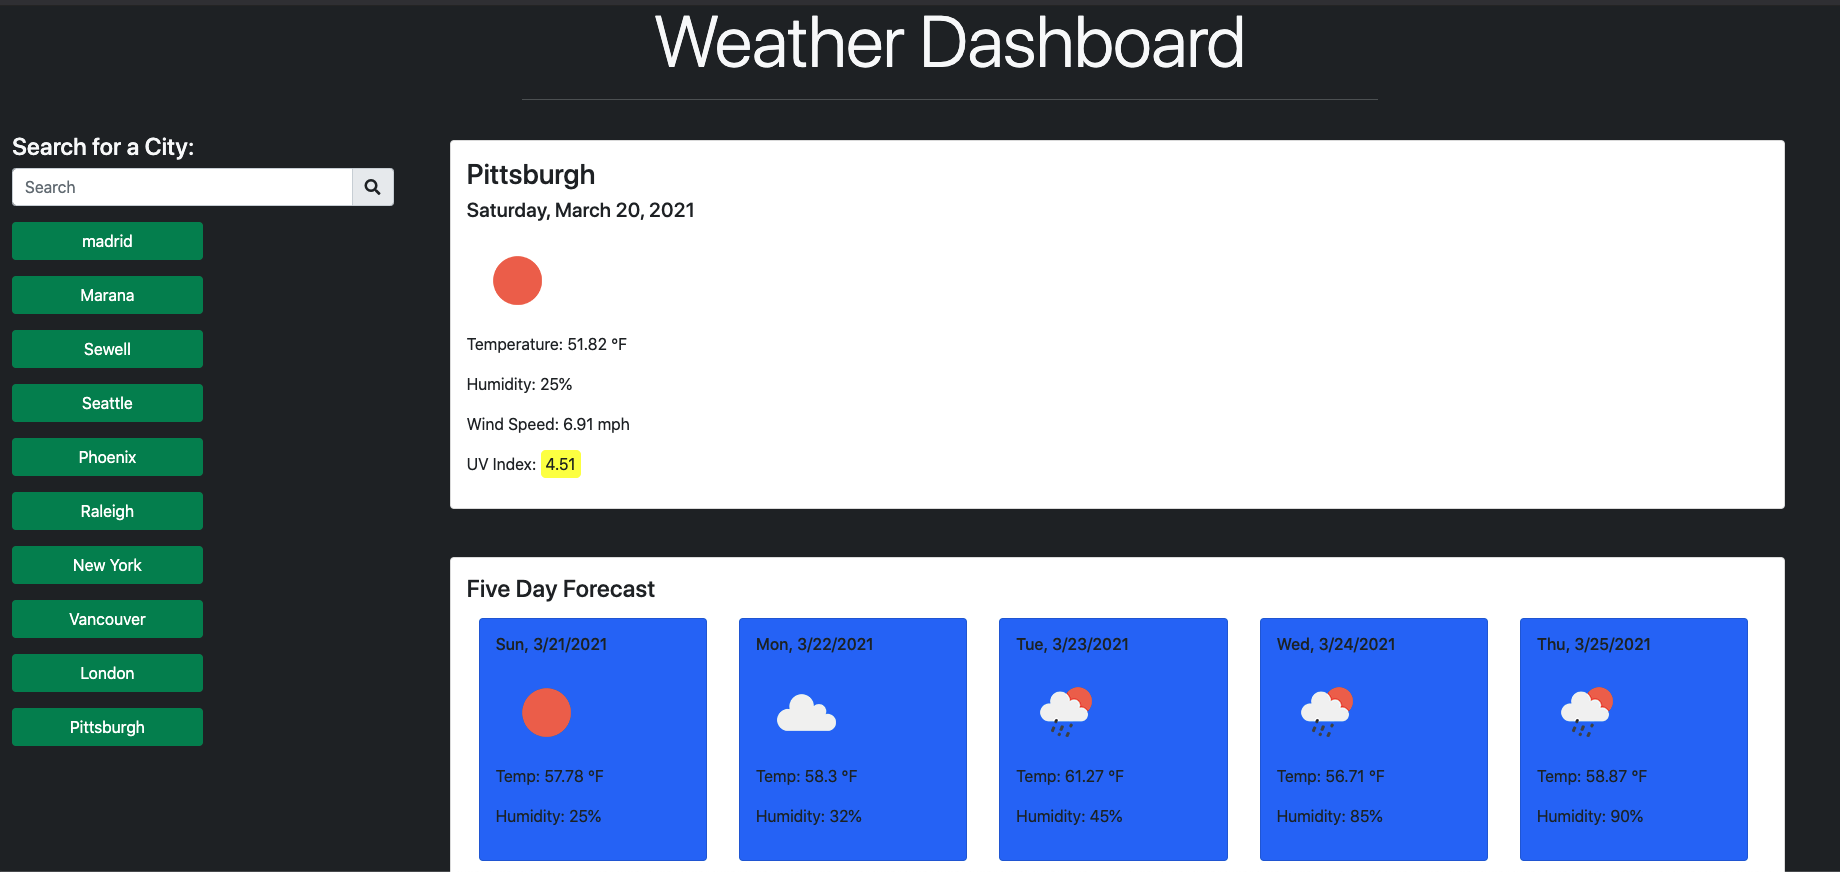 Weather Dashboard
Search for a City:
Search
madrid
Marana
Sewell
Seattle
Phoenix
Raleigh
New York
Vancouver
London
Pittsburgh
Pittsburgh
Saturday, March 20, 2021
Temperature: 51.82 °F
Humidity: 25%
Wind Speed: 6.91 mph
UV Index: 4.51
Five Day Forecast
Sun, 3/21/2021
Temp: 57.78 °F
Humidity: 25%
Mon, 3/22/2021
Temp: 58.3 °F
Humidity: 32%
Tue, 3/23/2021
Temp: 61.27 °F
Humidity: 45%
Wed, 3/24/2021
Temp: 56.71 °F
Humidity: 85%
Thu, 3/25/2021
Temp: 58.87 °F
Humidity: 90%